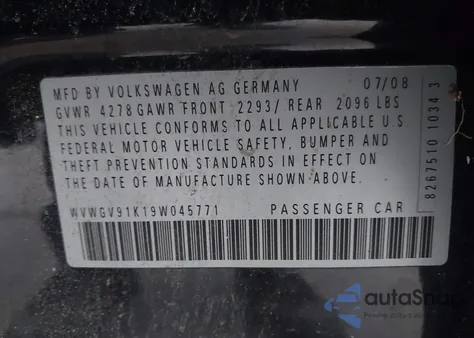 MFD BY VOLKSWAGEN AG GERMANY 07/08
GVWR 4278 GAWR FRONT 2293/ REAR 2096 LBS
THIS VEHICLE CONFORMS TO ALL APPLICABLE U.S
FEDERAL MOTOR VEHICLE SAFETY, BUMPER AND
THEFT PREVENTION STANDARDS IN EFFECT ON
THE DATE OF MANUFACTURE SHOWN ABOVE.
WVWGV91K19W045771 PASSENGER CAR
8267510 1034 3
autaSnap